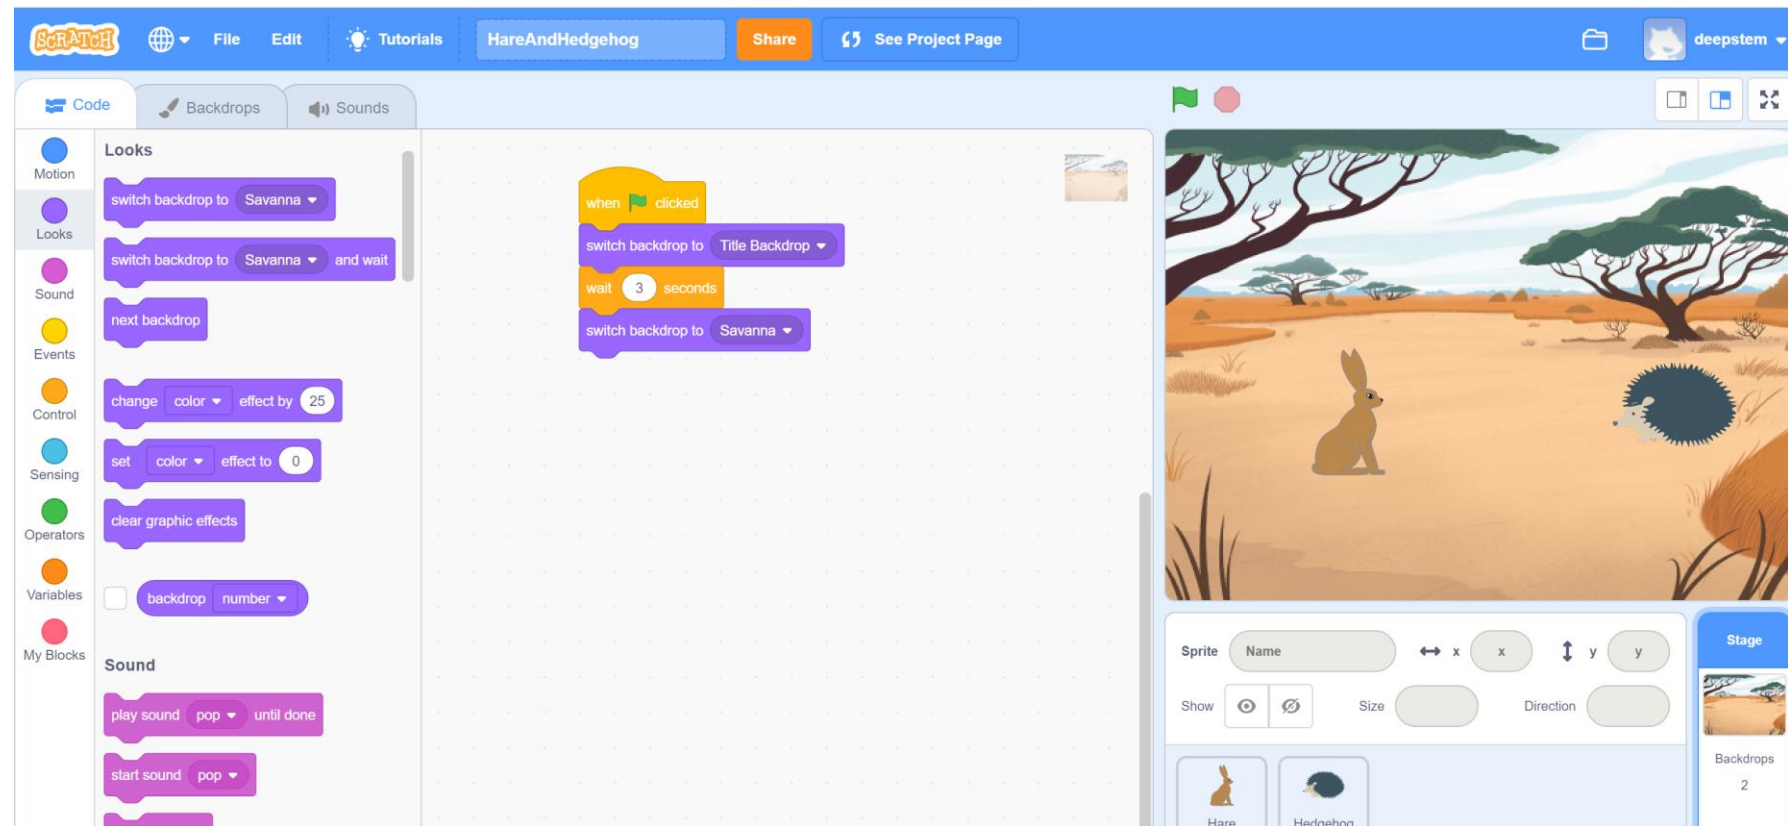 SCRATCH File Edit Tutorials HareAndHedgehog Share See Project Page deepstem
Code Backdrops Sounds
Motion
Looks
Sound
Events
Control
Sensing
Operators
Variables
My Blocks
Looks
switch backdrop to Savanna
switch backdrop to Savanna and wait
next backdrop
change color effect by 25
set color effect to 0
clear graphic effects
backdrop number
Sound
play sound pop until done
start sound pop
when clicked
switch backdrop to Title Backdrop
wait 3 seconds
switch backdrop to Savanna
Sprite Name x x y y
Show Size Direction
Hare Hedgehog
Stage
Backdrops
2